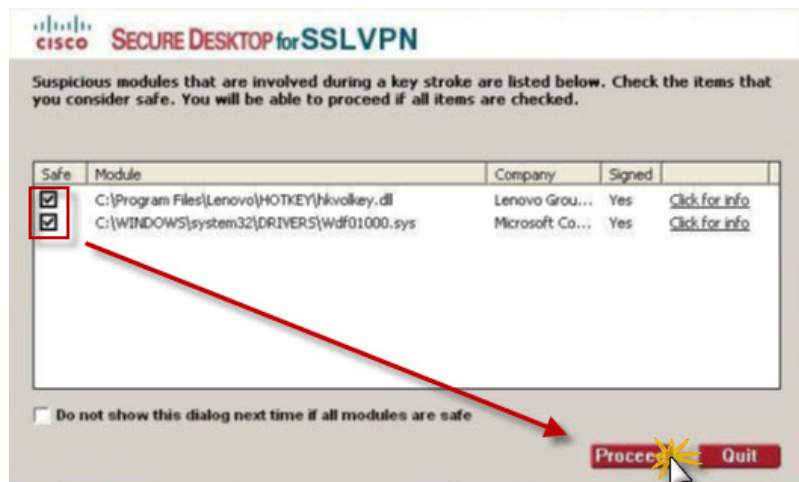 CISCO SECURE DESKTOP for SSLVPN
Suspicious modules that are involved during a key stroke are listed below. Check the items that
you consider safe. You will be able to proceed if all items are checked.
Safe Module Company Signed
C:\Program Files\Lenovo\HOTKEY\hkvolkey.dll Lenovo Grou... Yes Click for info
C:\WINDOWS\system32\DRIVERS\Wdf01000.sys Microsoft Co... Yes Click for info
Do not show this dialog next time if all modules are safe
Quit